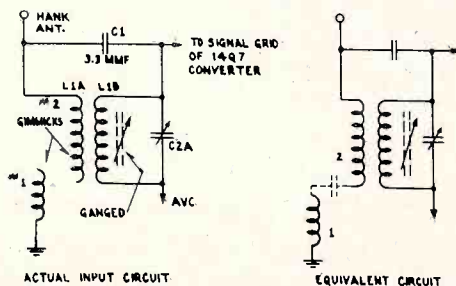 HANK
ANT.
C1
3.3 MMF
TO SIGNAL GRID
OF 14Q7
CONVERTER
L1A
L1B
#2
GIMMICKS
C2A
#1
GANGED
AVC
ACTUAL INPUT CIRCUIT
2
1
EQUIVALENT CIRCUIT